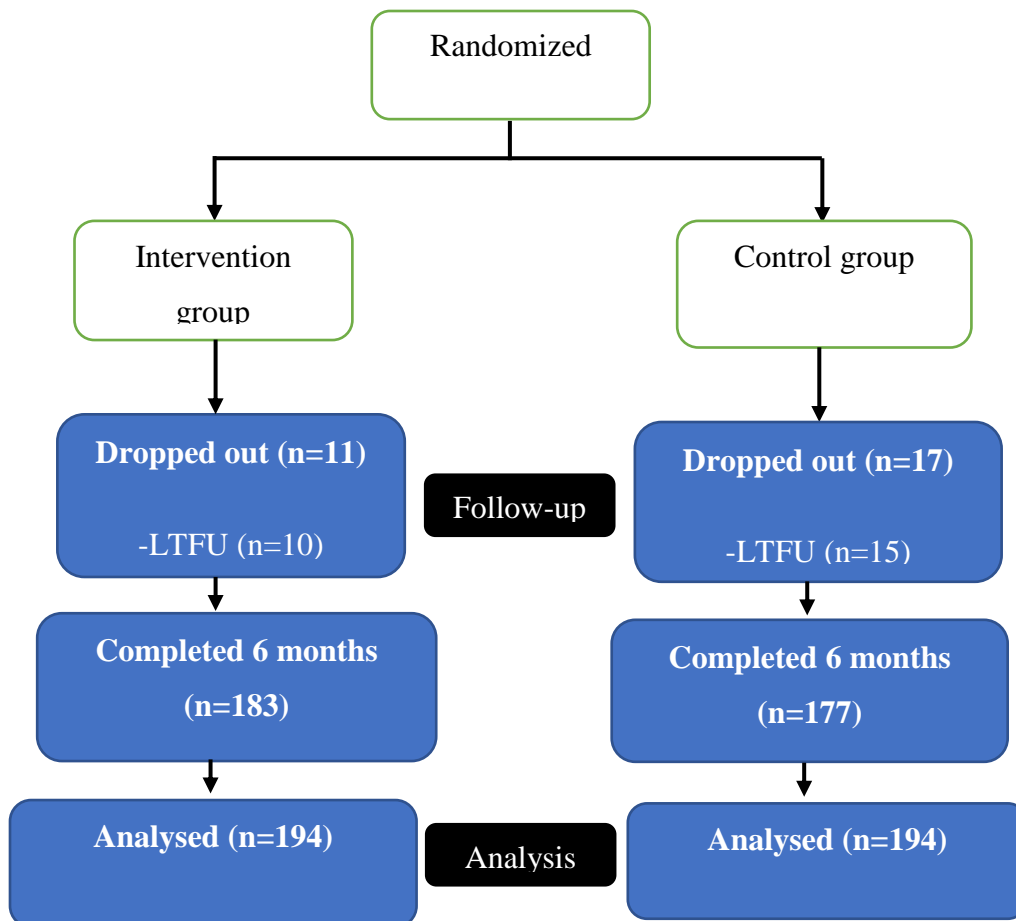 Randomized
Intervention
group
Control group
Dropped out (n=11)
-LTFU (n=10)
Follow-up
Dropped out (n=17)
-LTFU (n=15)
Completed 6 months
(n=183)
Completed 6 months
(n=177)
Analysed (n=194)
Analysis
Analysed (n=194)